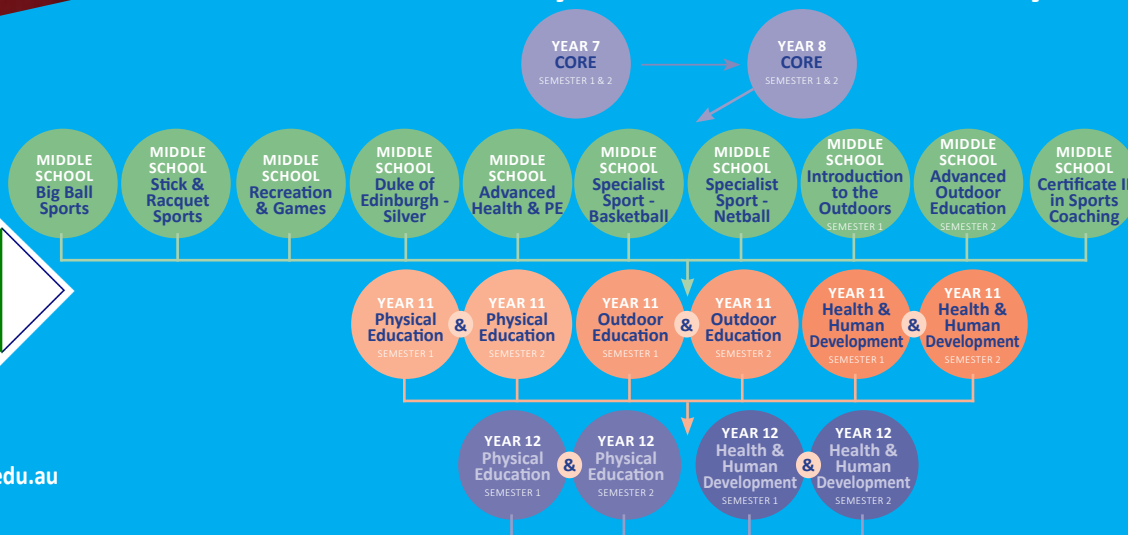 YEAR 7
CORE
SEMESTER 1 & 2
YEAR 8
CORE
SEMESTER 1 & 2
MIDDLE
SCHOOL
Big Ball
Sports
MIDDLE
SCHOOL
Stick &
Racquet
Sports
MIDDLE
SCHOOL
Recreation
& Games
MIDDLE
SCHOOL
Duke of
Edinburgh -
Silver
MIDDLE
SCHOOL
Advanced
Health & PE
MIDDLE
SCHOOL
Specialist
Sport -
Basketball
MIDDLE
SCHOOL
Specialist
Sport -
Netball
MIDDLE
SCHOOL
Introduction
to the
Outdoors
SEMESTER 1
MIDDLE
SCHOOL
Advanced
Outdoor
Education
SEMESTER 2
MIDDLE
SCHOOL
Certificate II
in Sports
Coaching
YEAR 11
Physical
Education
SEMESTER 1
&
YEAR 11
Physical
Education
SEMESTER 2
YEAR 11
Outdoor
Education
SEMESTER 1
&
YEAR 11
Outdoor
Education
SEMESTER 2
YEAR 11
Health &
Human
Development
SEMESTER 1
&
YEAR 11
Health &
Human
Development
SEMESTER 2
YEAR 12
Physical
Education
SEMESTER 1
&
YEAR 12
Physical
Education
SEMESTER 2
YEAR 12
Health &
Human
Development
SEMESTER 1
&
YEAR 12
Health &
Human
Development
SEMESTER 2
edu.au